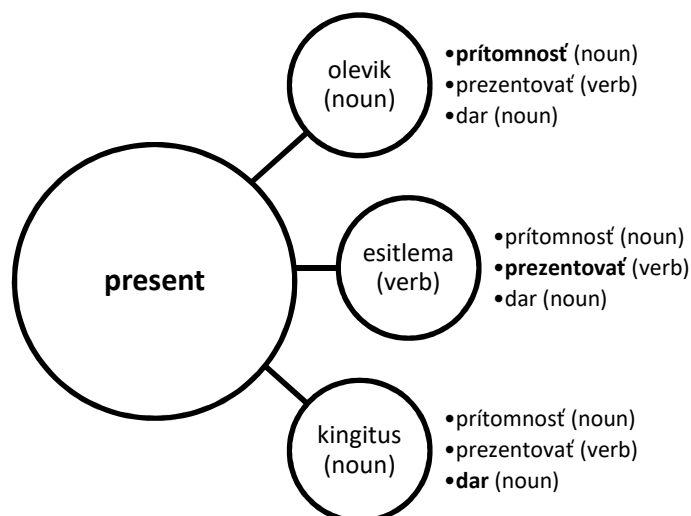 olevik
(noun)
•prítomnosť (noun)
•prezentovať (verb)
•dar (noun)
present
esitlema
(verb)
•prítomnosť (noun)
•prezentovať (verb)
•dar (noun)
kingitus
(noun)
•prítomnosť (noun)
•prezentovať (verb)
•dar (noun)